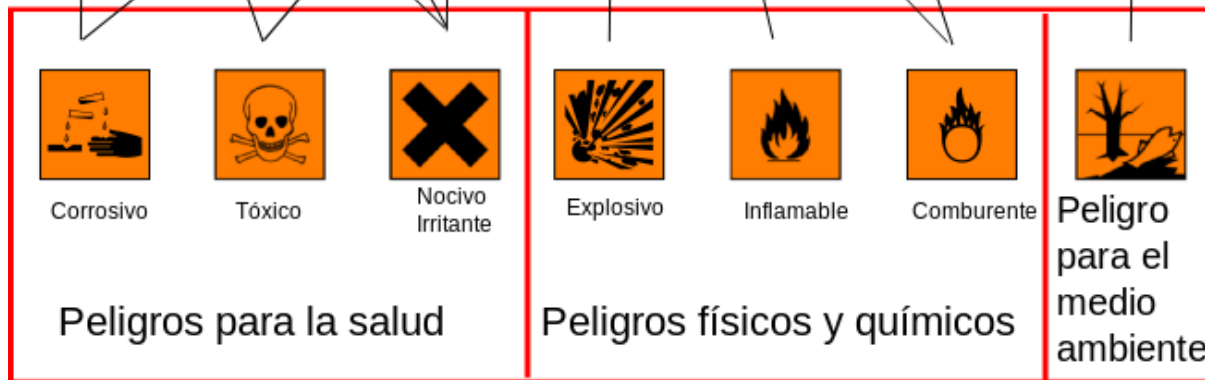 Corrosivo
Tóxico
Nocivo
Irritante
Explosivo
Inflamable
Comburente
Peligro
para el
medio
ambiente
Peligros para la salud
Peligros físicos y químicos